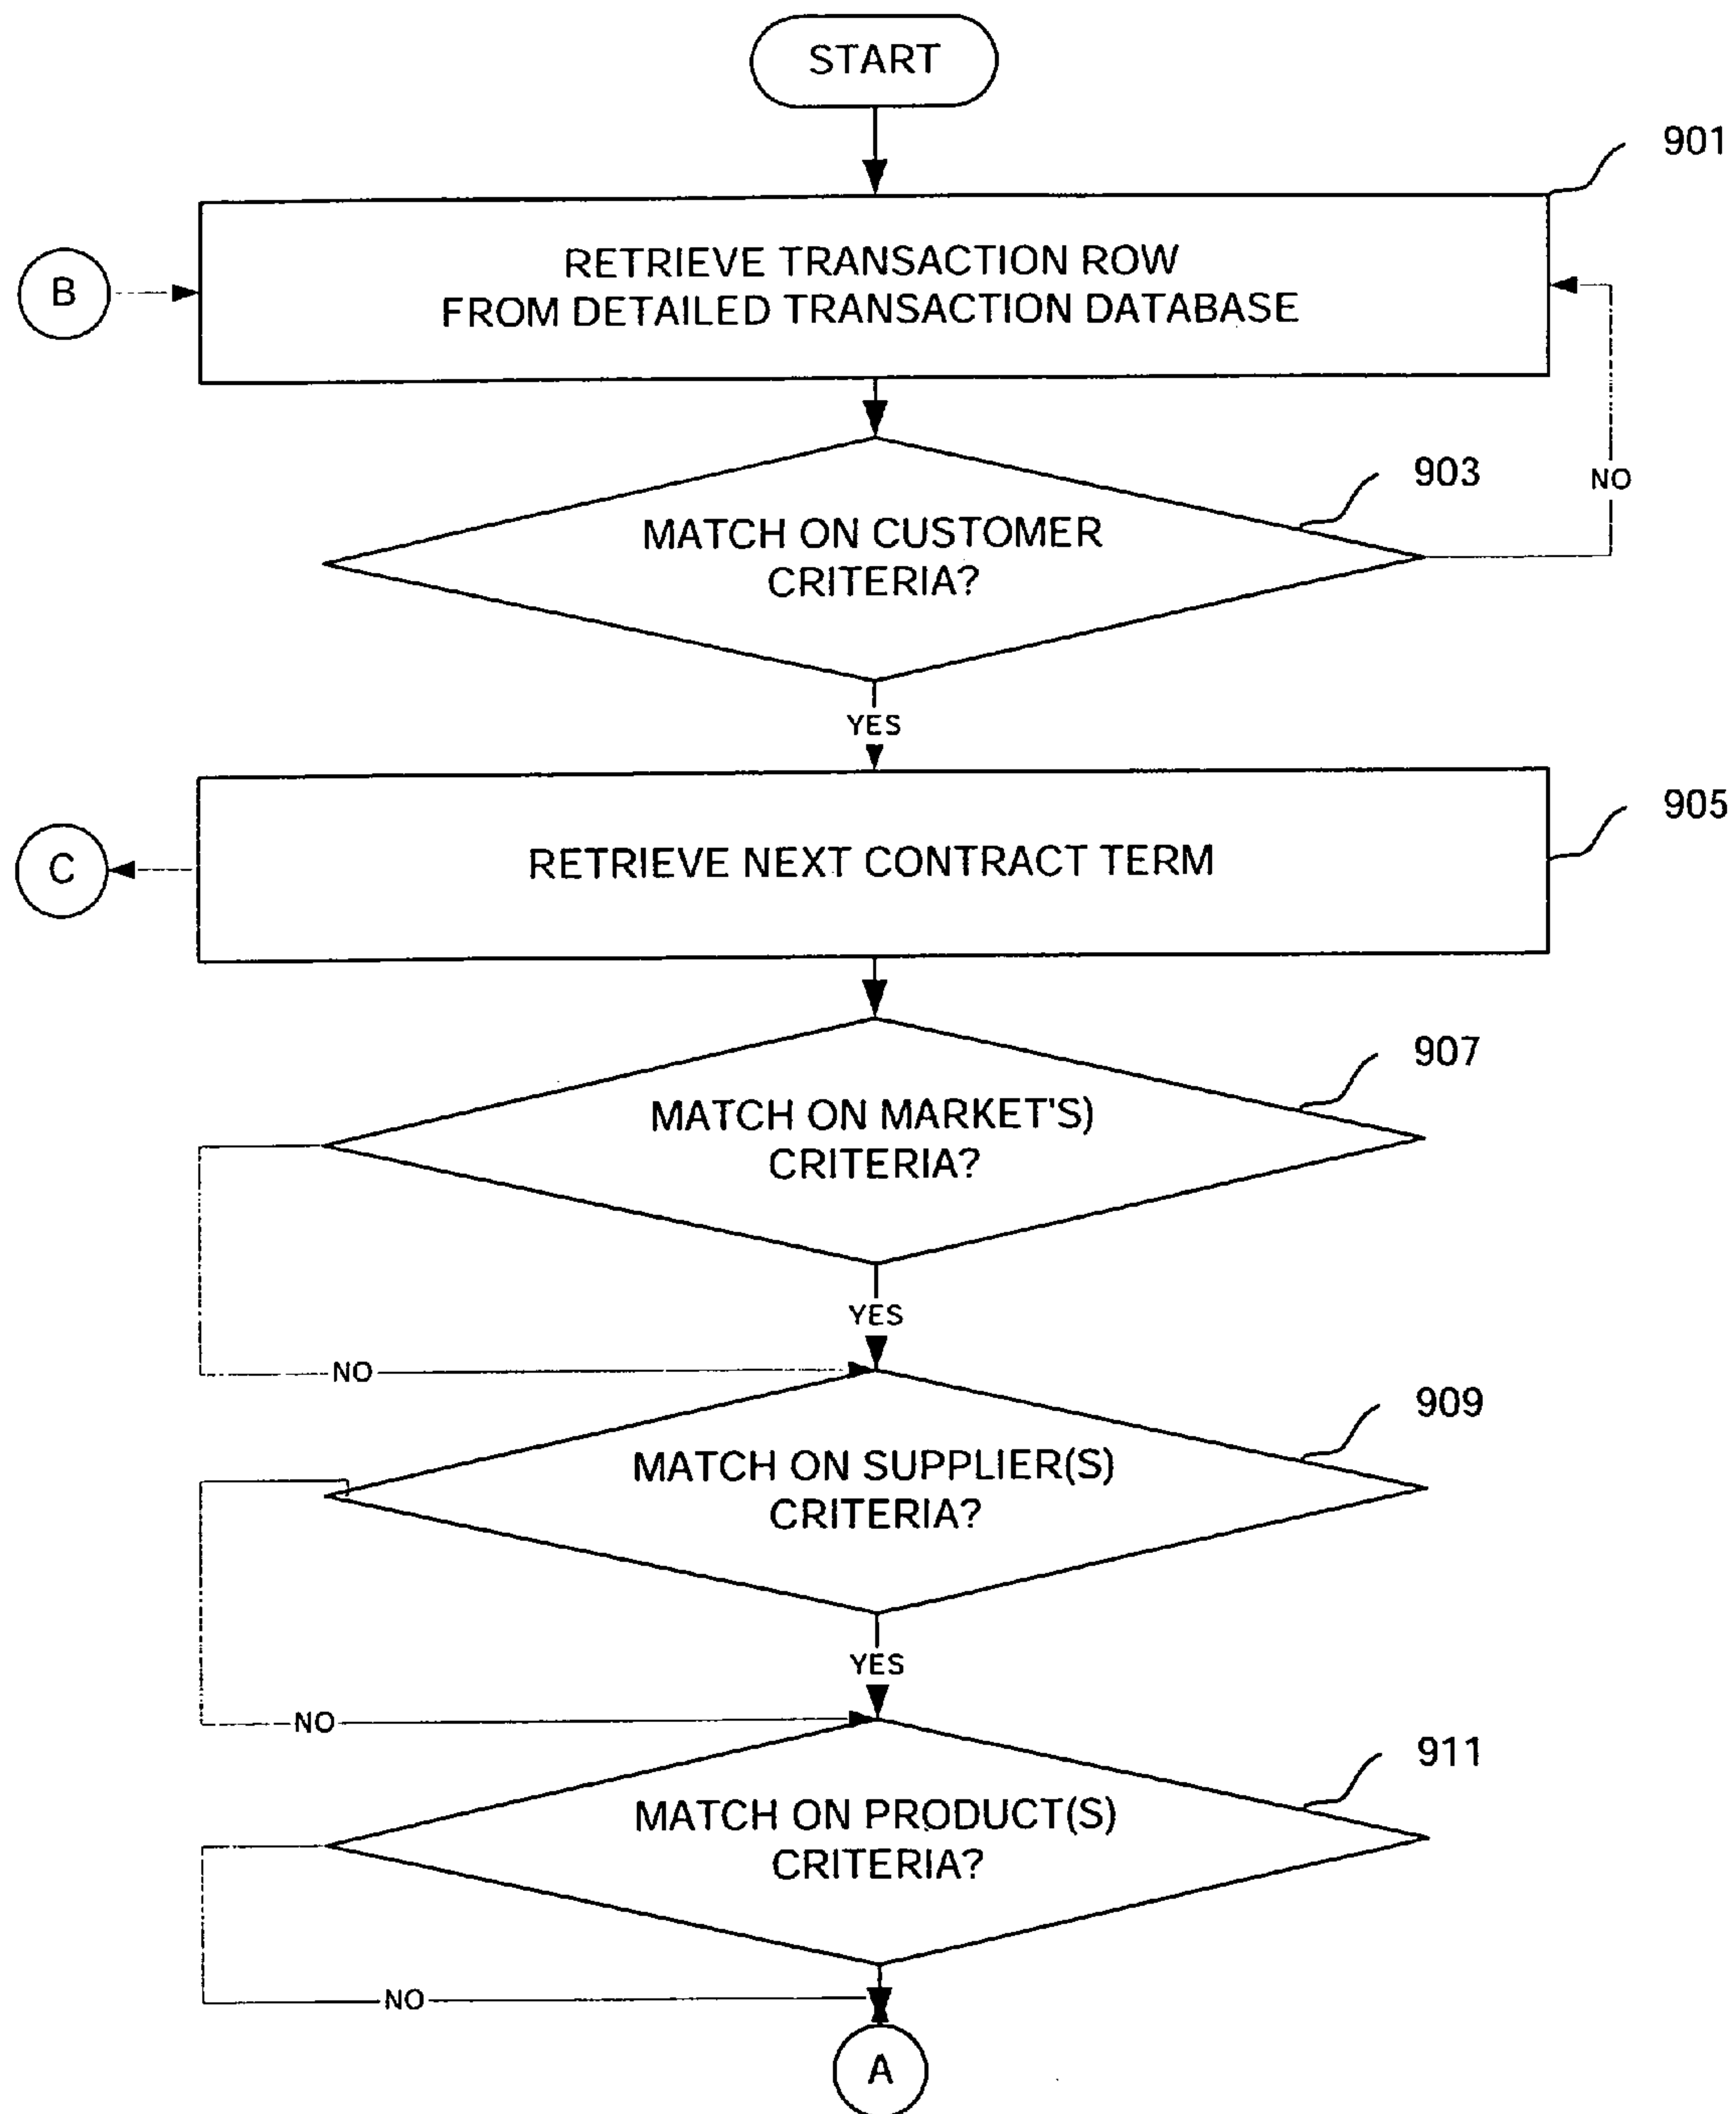 START
901
B
RETRIEVE TRANSACTION ROW
FROM DETAILED TRANSACTION DATABASE
903
NO
MATCH ON CUSTOMER
CRITERIA?
YES
905
C
RETRIEVE NEXT CONTRACT TERM
907
MATCH ON MARKET'S)
CRITERIA?
YES
NO
909
MATCH ON SUPPLIER(S)
CRITERIA?
YES
NO
911
MATCH ON PRODUCT(S)
CRITERIA?
NO
A